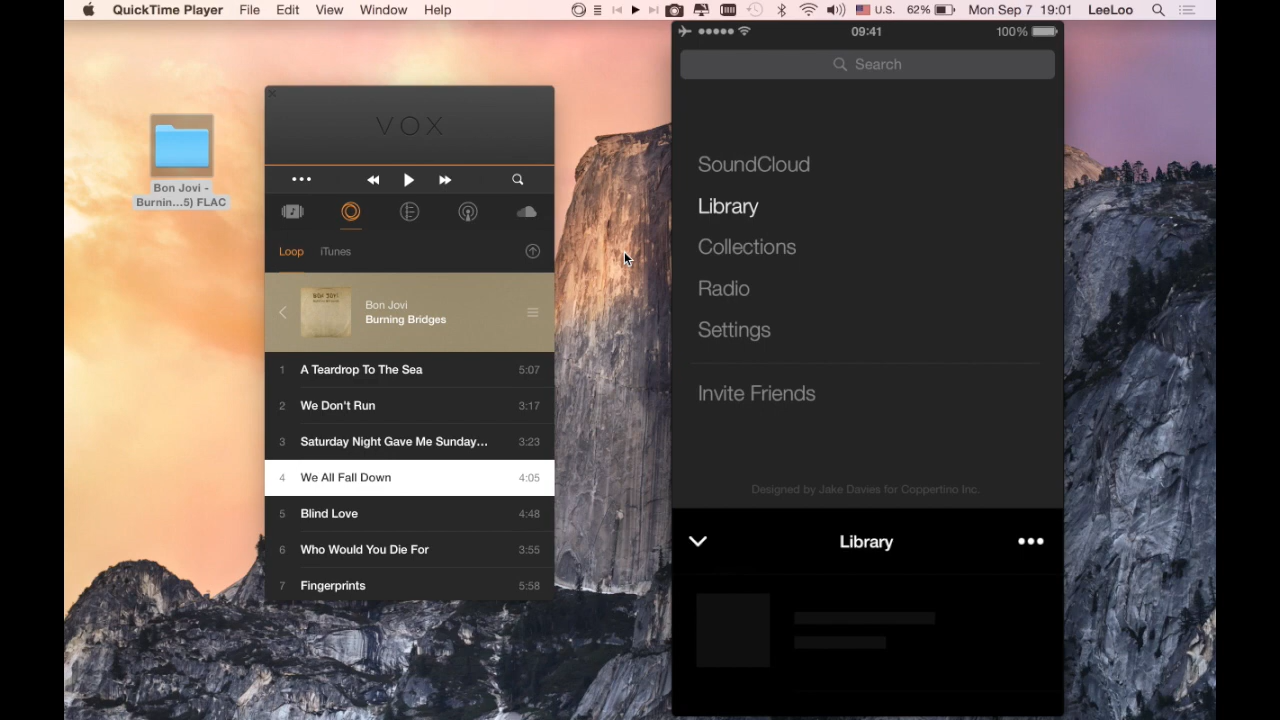 QuickTime Player File Edit View Window Help U.S. 62% Mon Sep 7 19:01 LeeLoo
Bon Jovi -
Burnin...5) FLAC
VOX
Loop iTunes
BON JOVI
Bon Jovi
Burning Bridges
1 A Teardrop To The Sea 5:07
2 We Don't Run 3:17
3 Saturday Night Gave Me Sunday... 3:23
4 We All Fall Down 4:05
5 Blind Love 4:48
6 Who Would You Die For 3:55
7 Fingerprints 5:58
09:41 100%
Search
SoundCloud
Library
Collections
Radio
Settings
Invite Friends
Designed by Jake Davies for Coppertino Inc.
Library